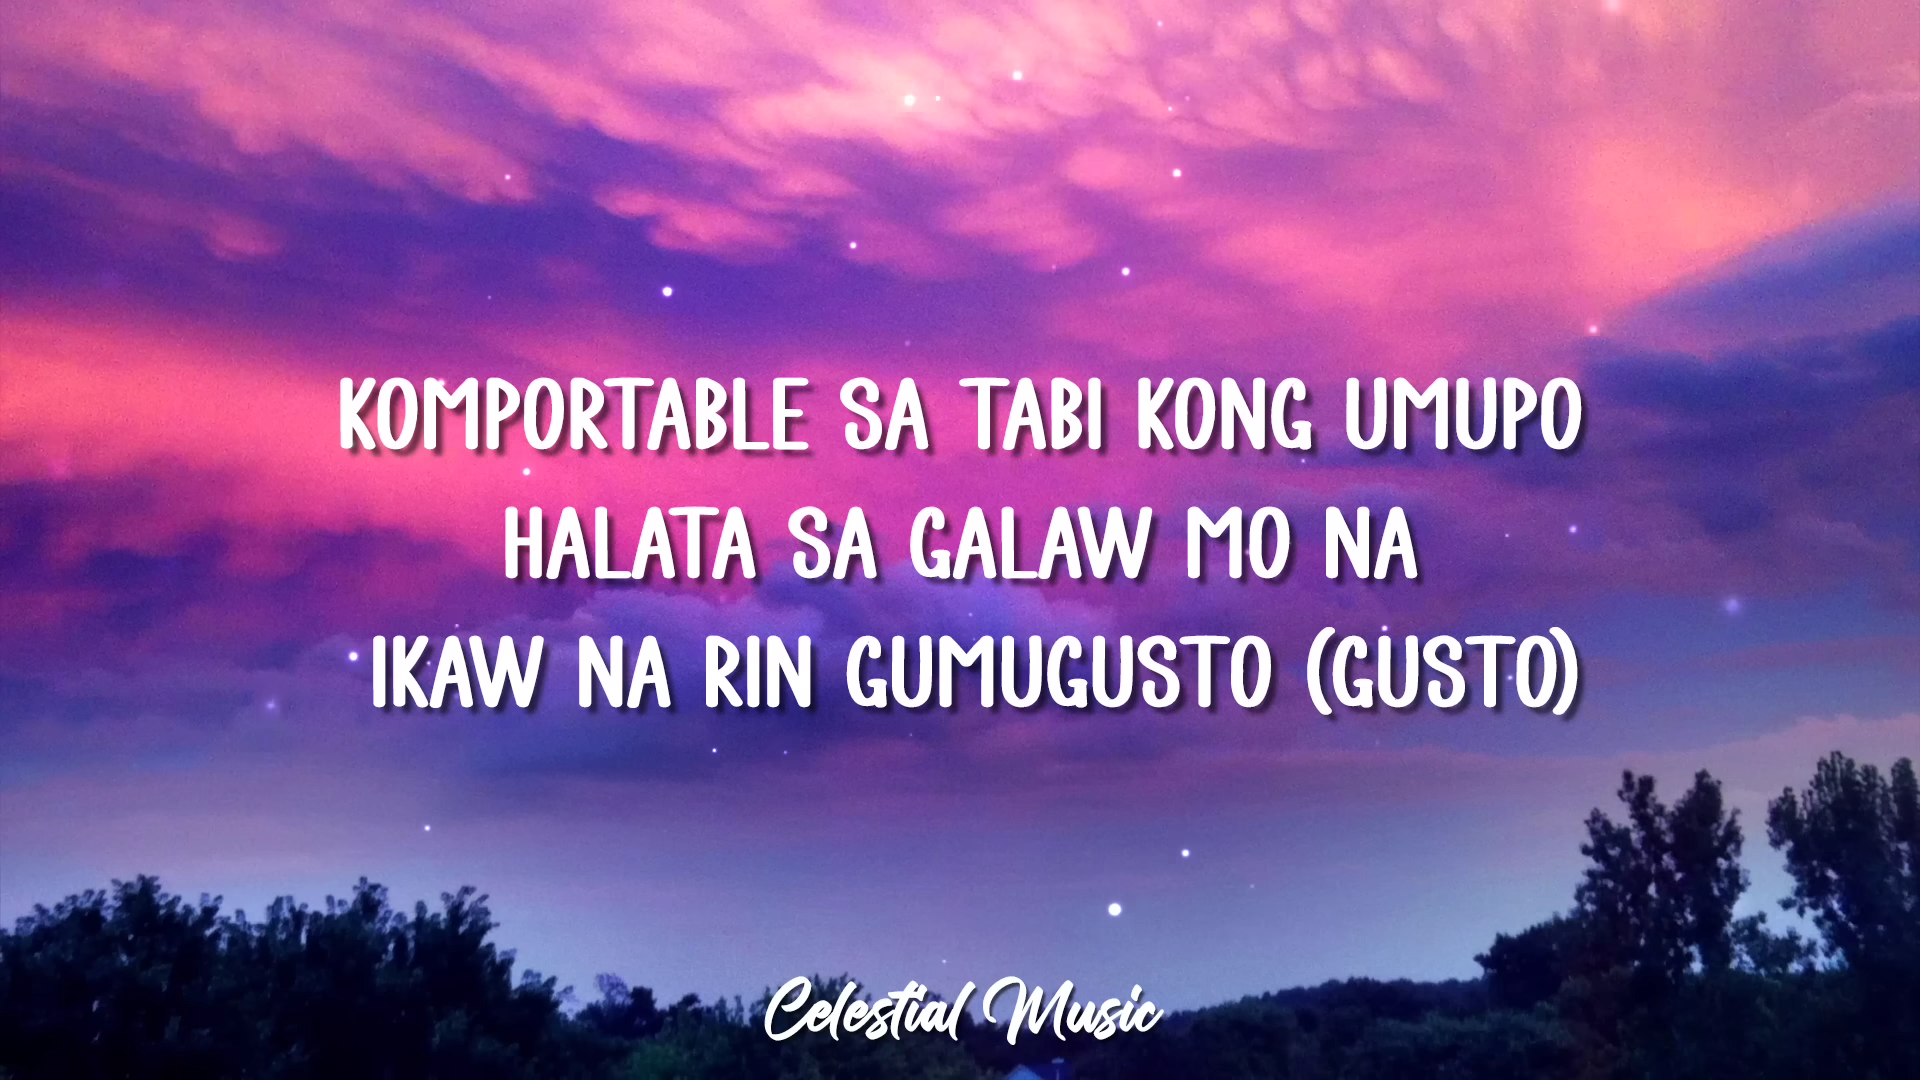 KOMPORTABLE SA TABI KONG UMUPO
HALATA SA GALAW MO NA
IKAW NA RIN GUMUGUSTO (GUSTO)
Celestial Music